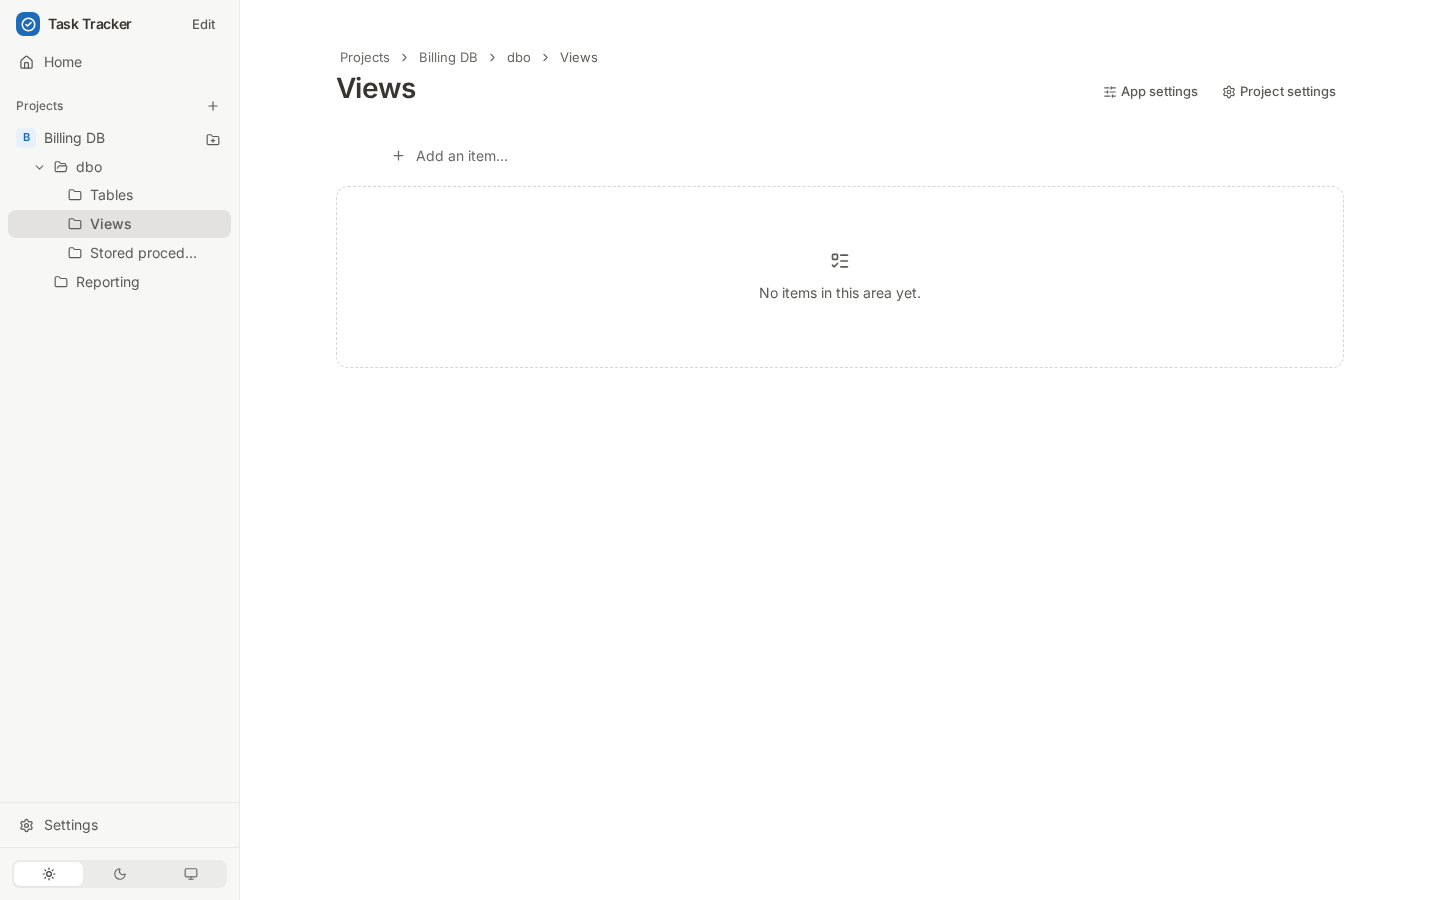 Task Tracker
Edit
Home
Projects
B
Billing DB
dbo
Tables
Views
Stored proced...
Reporting
Settings
Projects > Billing DB > dbo > Views
Views
App settings
Project settings
Add an item...
No items in this area yet.